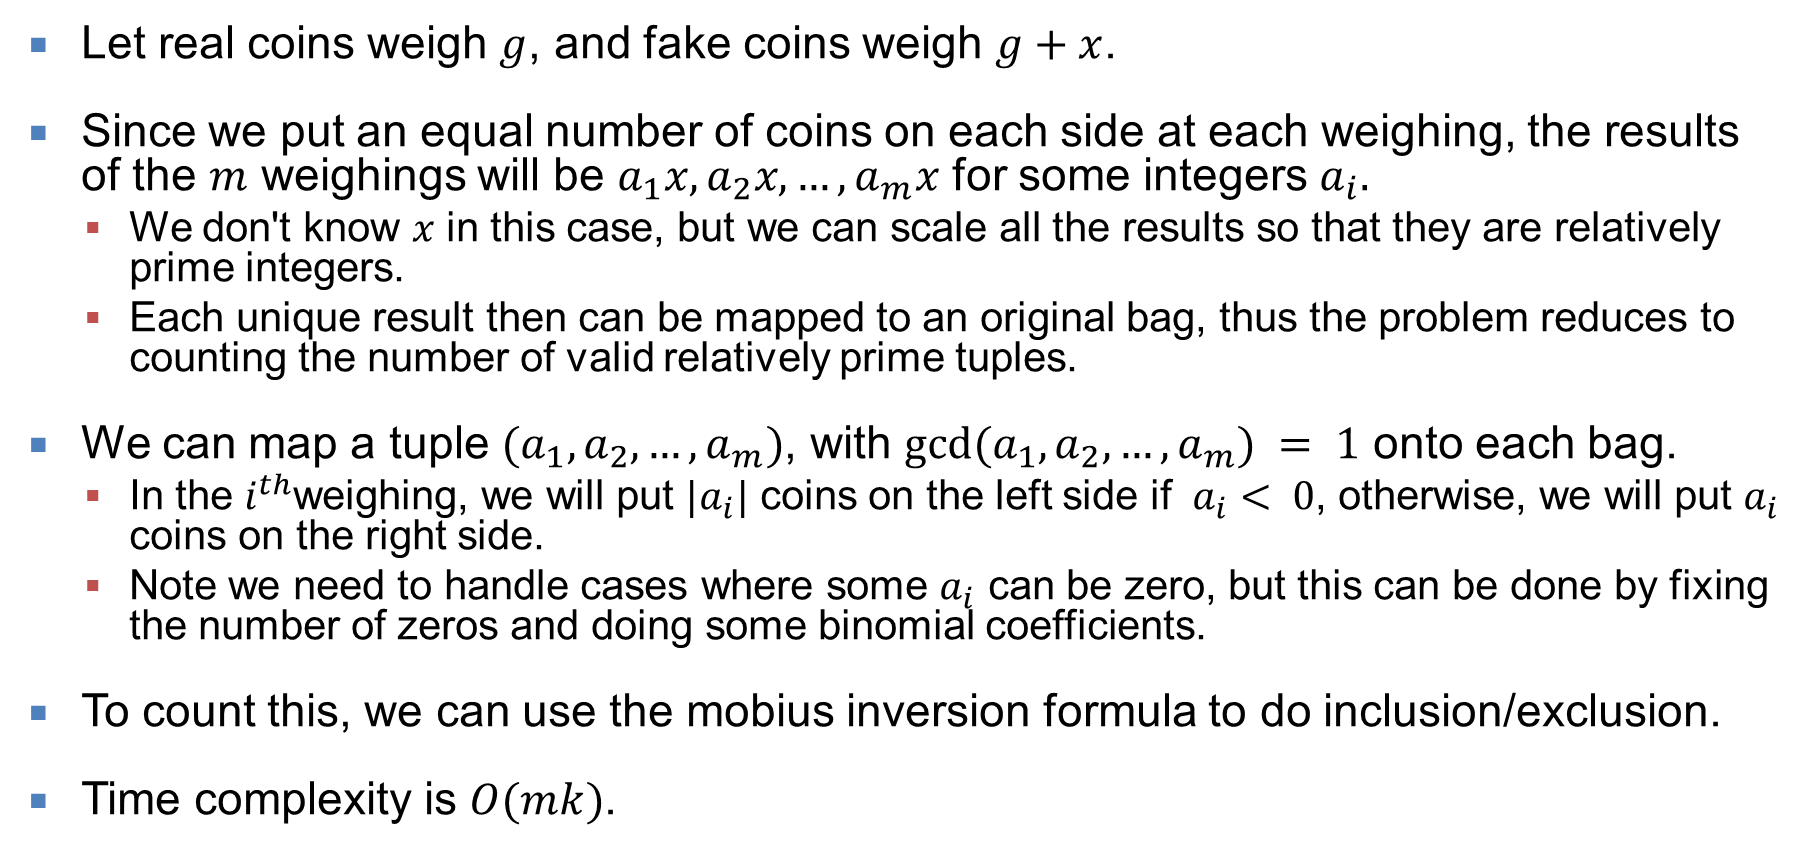 ▪ Let real coins weigh g, and fake coins weigh g + x.
▪ Since we put an equal number of coins on each side at each weighing, the results
of the m weighings will be a₁x, a₂x, … , aₘx for some integers aᵢ.
▪ We don't know x in this case, but we can scale all the results so that they are relatively
prime integers.
▪ Each unique result then can be mapped to an original bag, thus the problem reduces to
counting the number of valid relatively prime tuples.
▪ We can map a tuple (a₁, a₂, … , aₘ), with gcd(a₁, a₂, … , aₘ) = 1 onto each bag.
▪ In the iᵗʰweighing, we will put |aᵢ| coins on the left side if aᵢ < 0, otherwise, we will put aᵢ
coins on the right side.
▪ Note we need to handle cases where some aᵢ can be zero, but this can be done by fixing
the number of zeros and doing some binomial coefficients.
▪ To count this, we can use the mobius inversion formula to do inclusion/exclusion.
▪ Time complexity is O(mk).